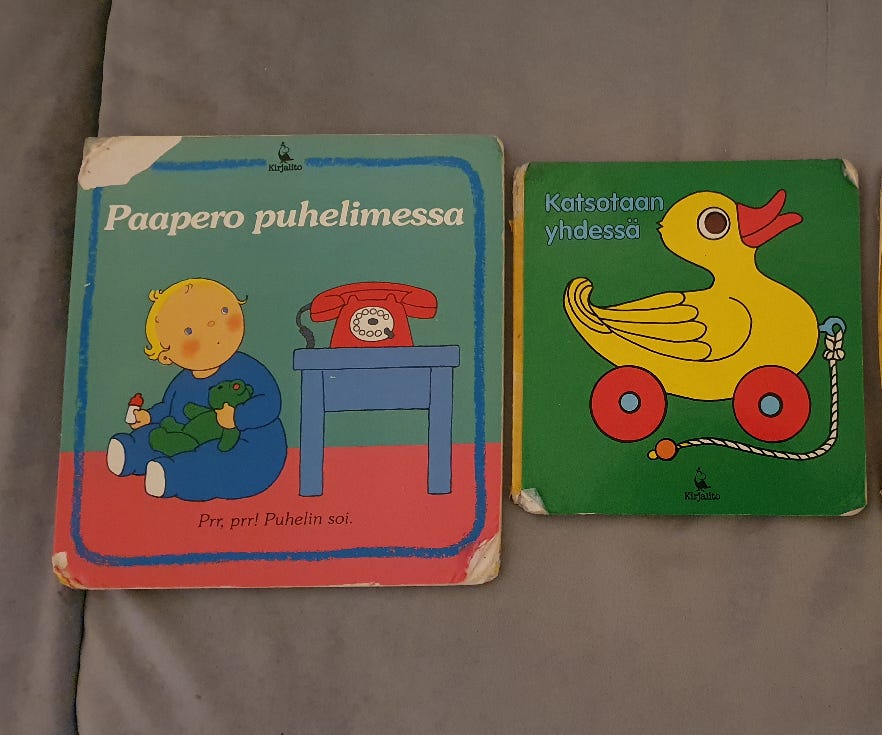 Kirjalito
Paapero puhelimessa
Prr, prr! Puhelin soi.
Katsotaan
yhdessä
Kirjalito